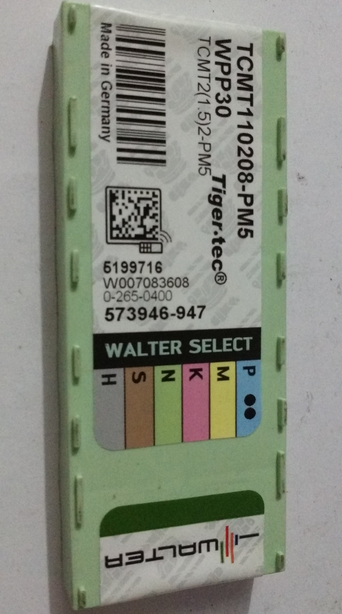 TCMT110208-PM5
WPP30 Tiger·tec®
TCMT2(1.5)2-PM5
Made in Germany
5199716
W007083608
0-265-0400
573946-947
WALTER SELECT
P
M
K
N
S
H
WALTER